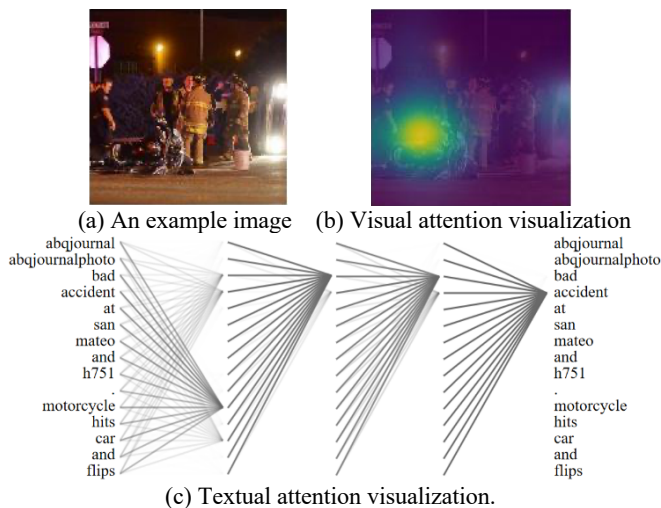 (a) An example image (b) Visual attention visualization
abqjournal abqjournal
abqjournalphoto abqjournalphoto
bad bad
accident accident
at at
san san
mateo mateo
and and
h751 h751
. .
motorcycle motorcycle
hits hits
car car
and and
flips flips
(c) Textual attention visualization.